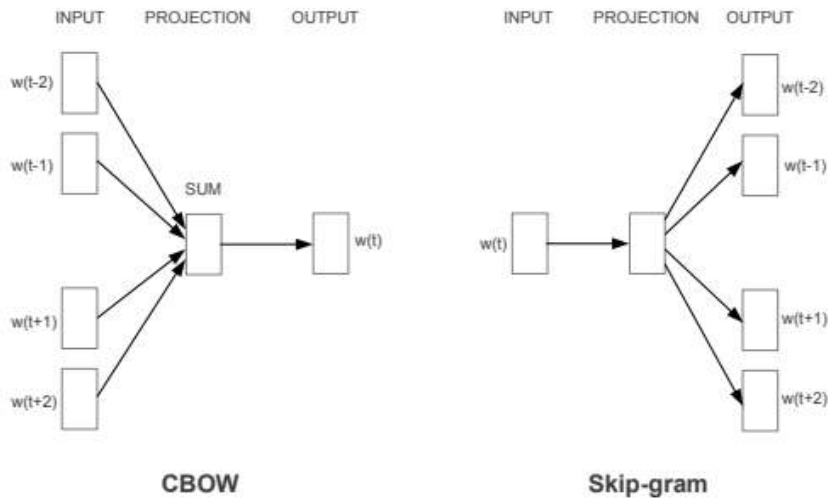 INPUT PROJECTION OUTPUT
w(t-2)
w(t-1)
SUM
w(t)
w(t+1)
w(t+2)
CBOW
INPUT PROJECTION OUTPUT
w(t-2)
w(t-1)
w(t)
w(t+1)
w(t+2)
Skip-gram